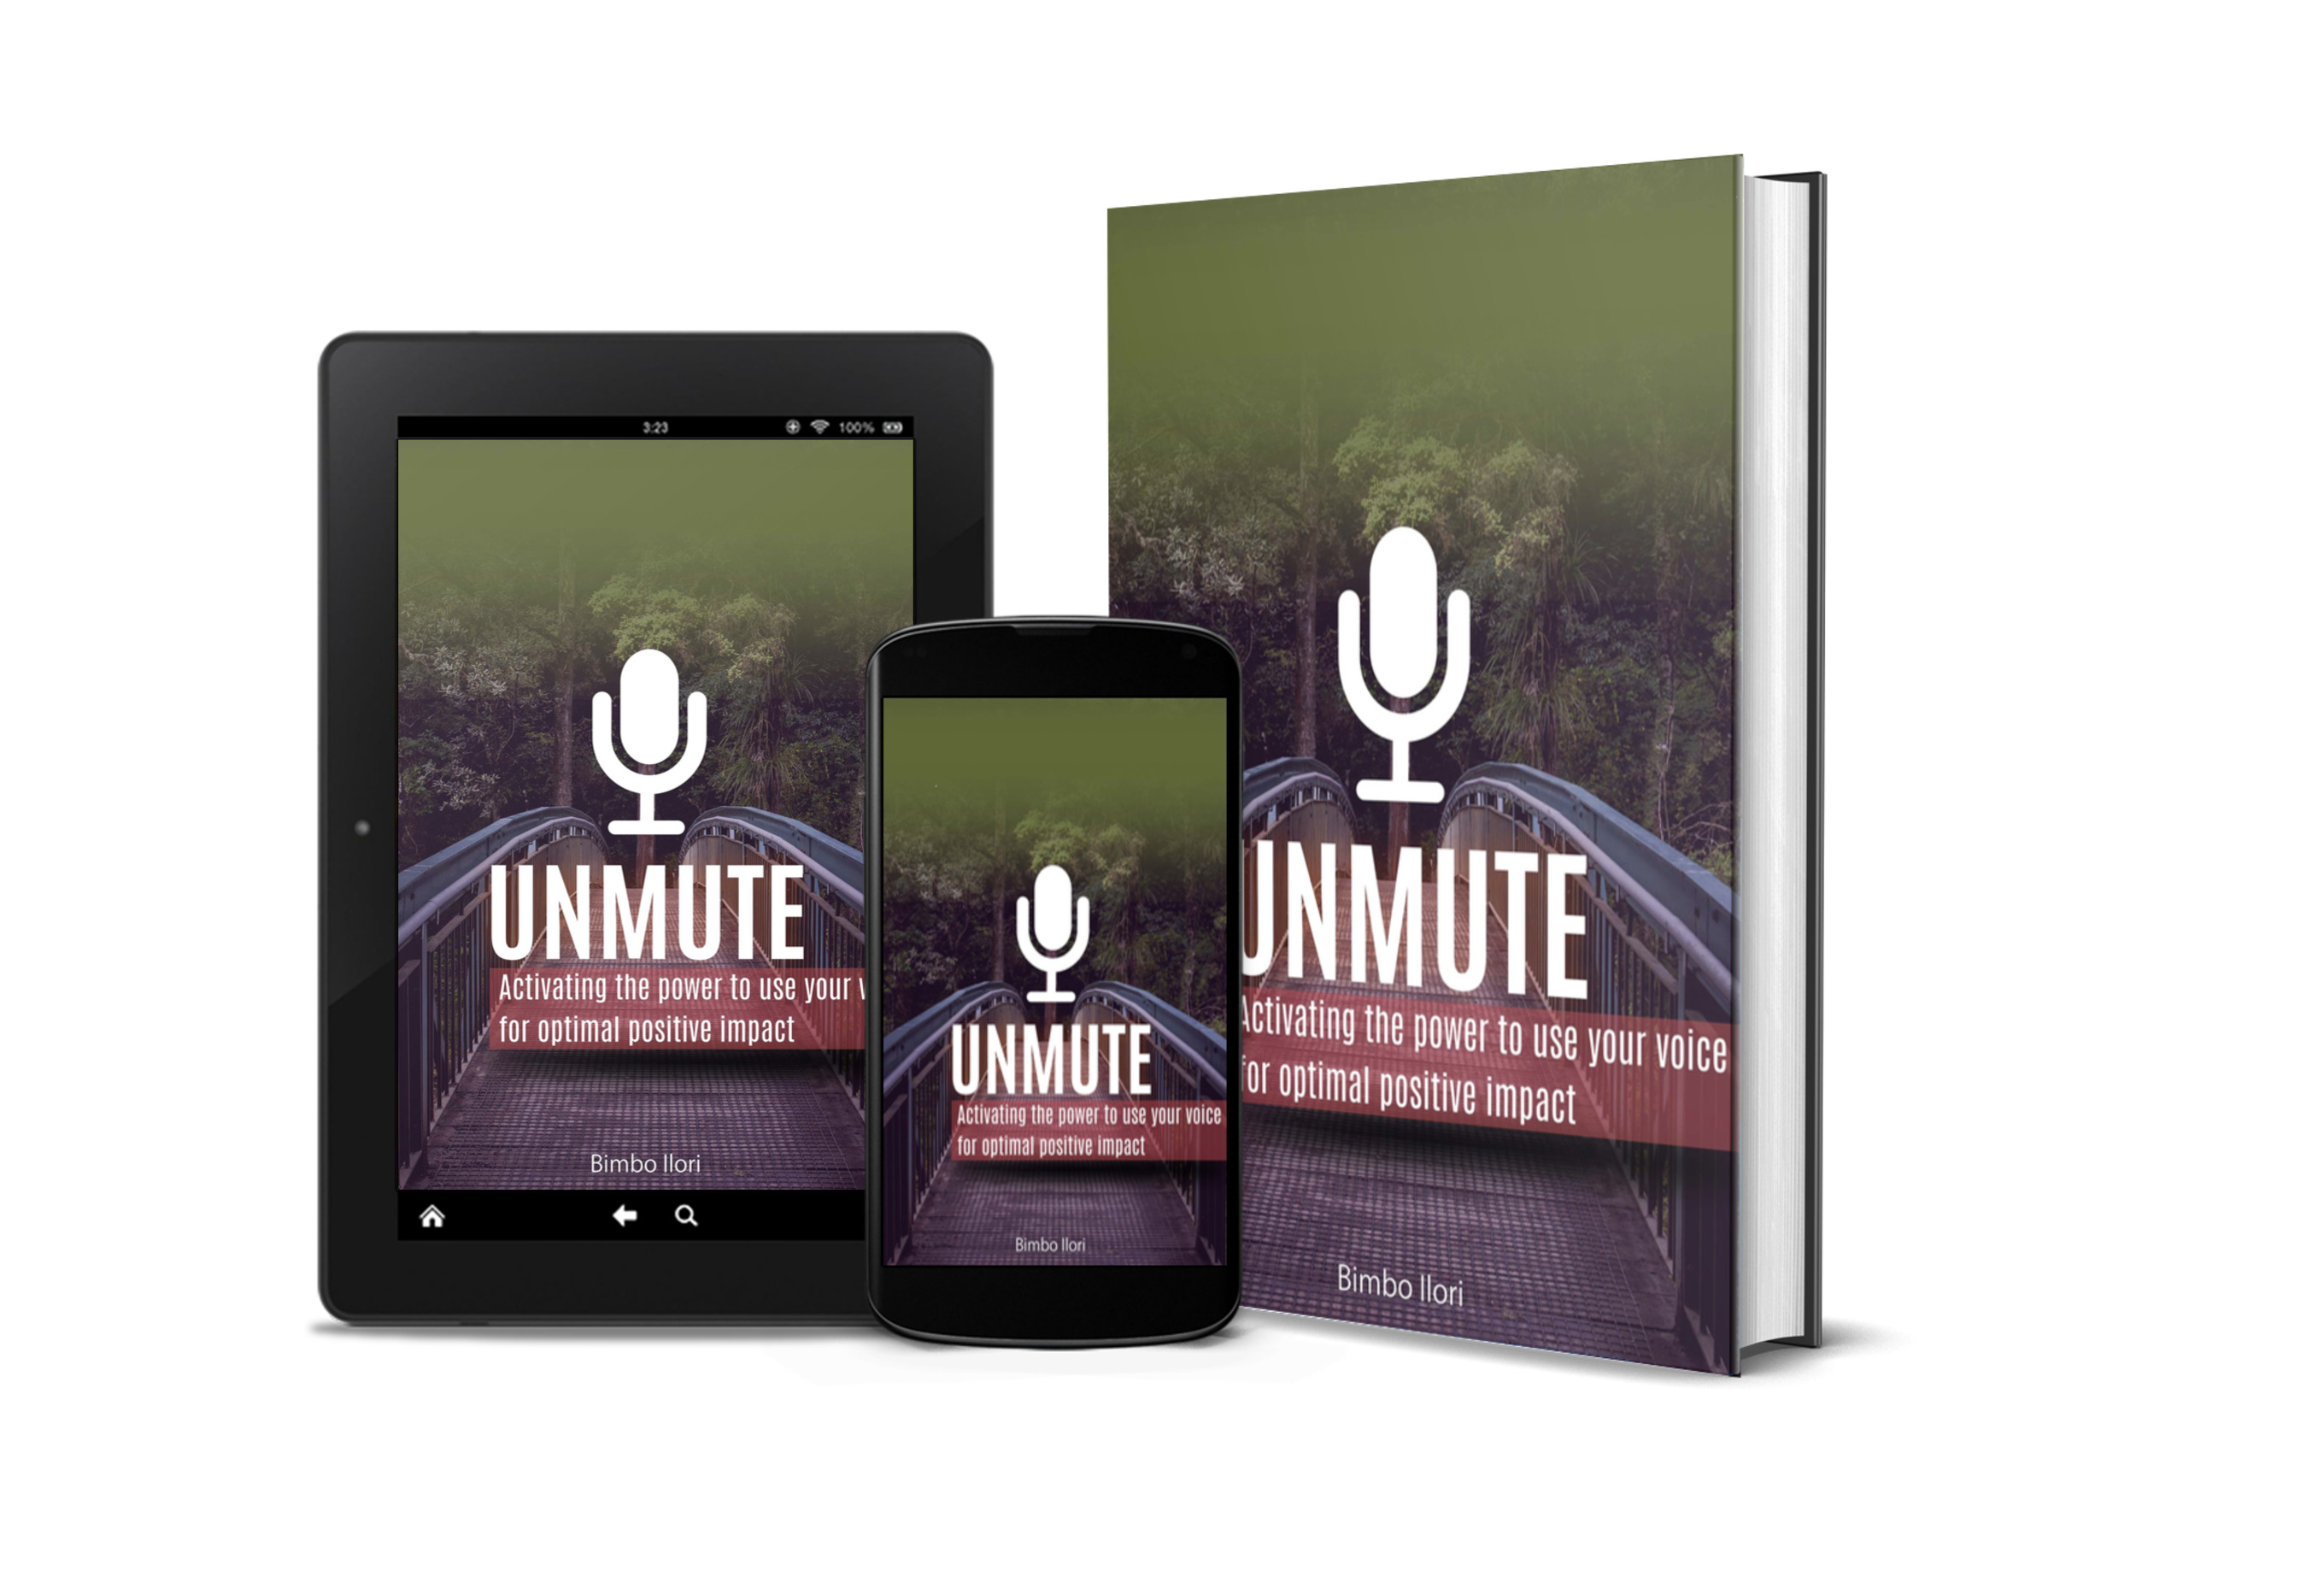 3:23
100%
UNMUTE
Activating the power to use your
for optimal positive impact
Bimbo Ilori
UNMUTE
Activating the power to use your voice
for optimal positive impact
Bimbo Ilori
UNMUTE
Activating the power to use your voice
for optimal positive impact
Bimbo Ilori